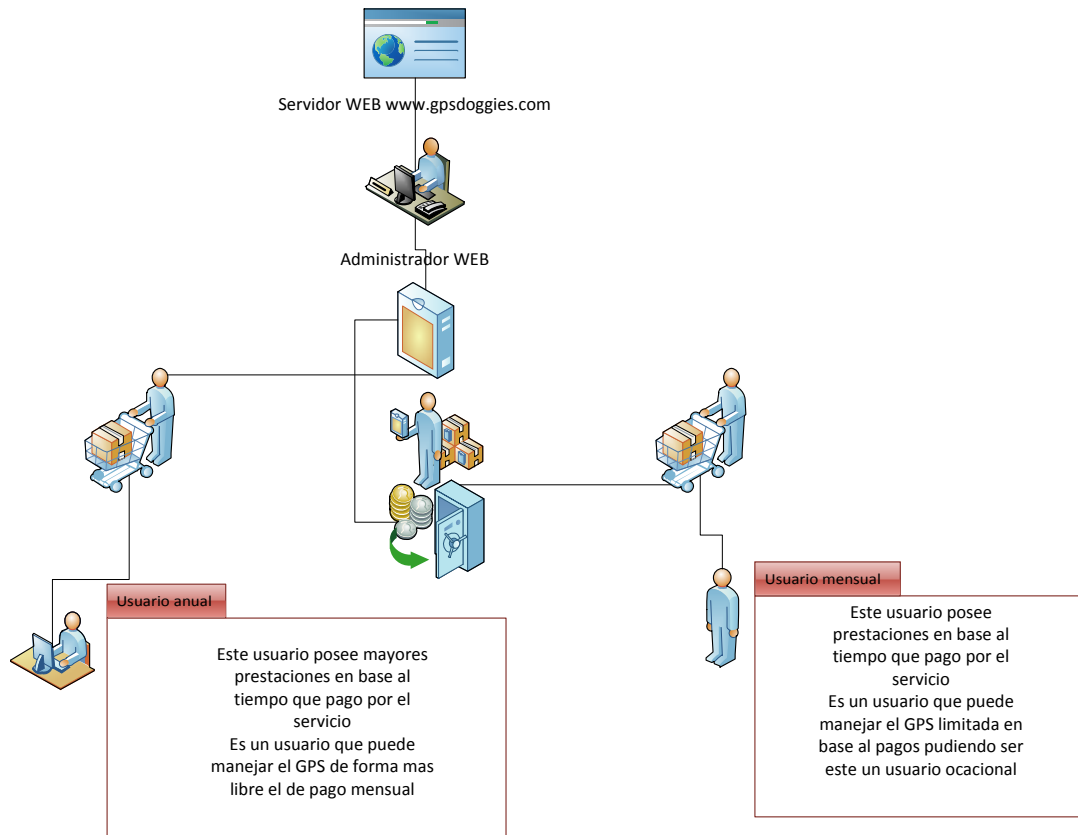 Servidor WEB www.gpsdoggies.com
Administrador WEB
Usuario anual
Este usuario posee mayores
prestaciones en base al
tiempo que pago por el
servicio
Es un usuario que puede
manejar el GPS de forma mas
libre el de pago mensual
Usuario mensual
Este usuario posee
prestaciones en base al
tiempo que pago por el
servicio
Es un usuario que puede
manejar el GPS limitada en
base al pagos pudiendo ser
este un usuario ocacional